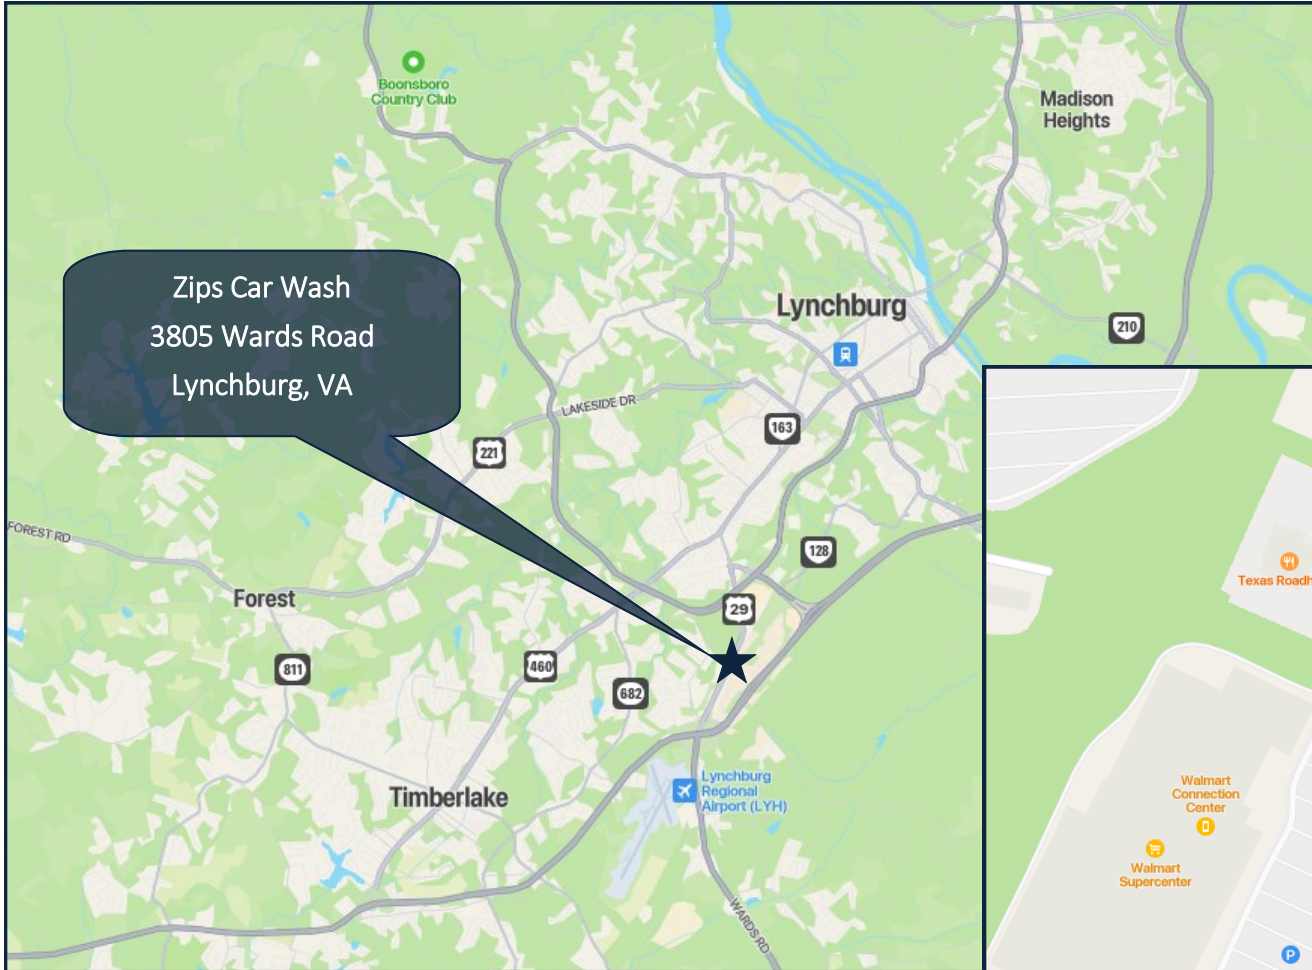 Boonsboro
Country Club
Madison
Heights
Zips Car Wash
3805 Wards Road
Lynchburg, VA
Lynchburg
210
LAKESIDE DR
163
221
FOREST RD
128
Texas Roadh
Forest
29
811
460
682
Lynchburg
Regional
Airport (LYH)
Timberlake
Walmart
Connection
Center
Walmart
Supercenter
WARDS RD
P